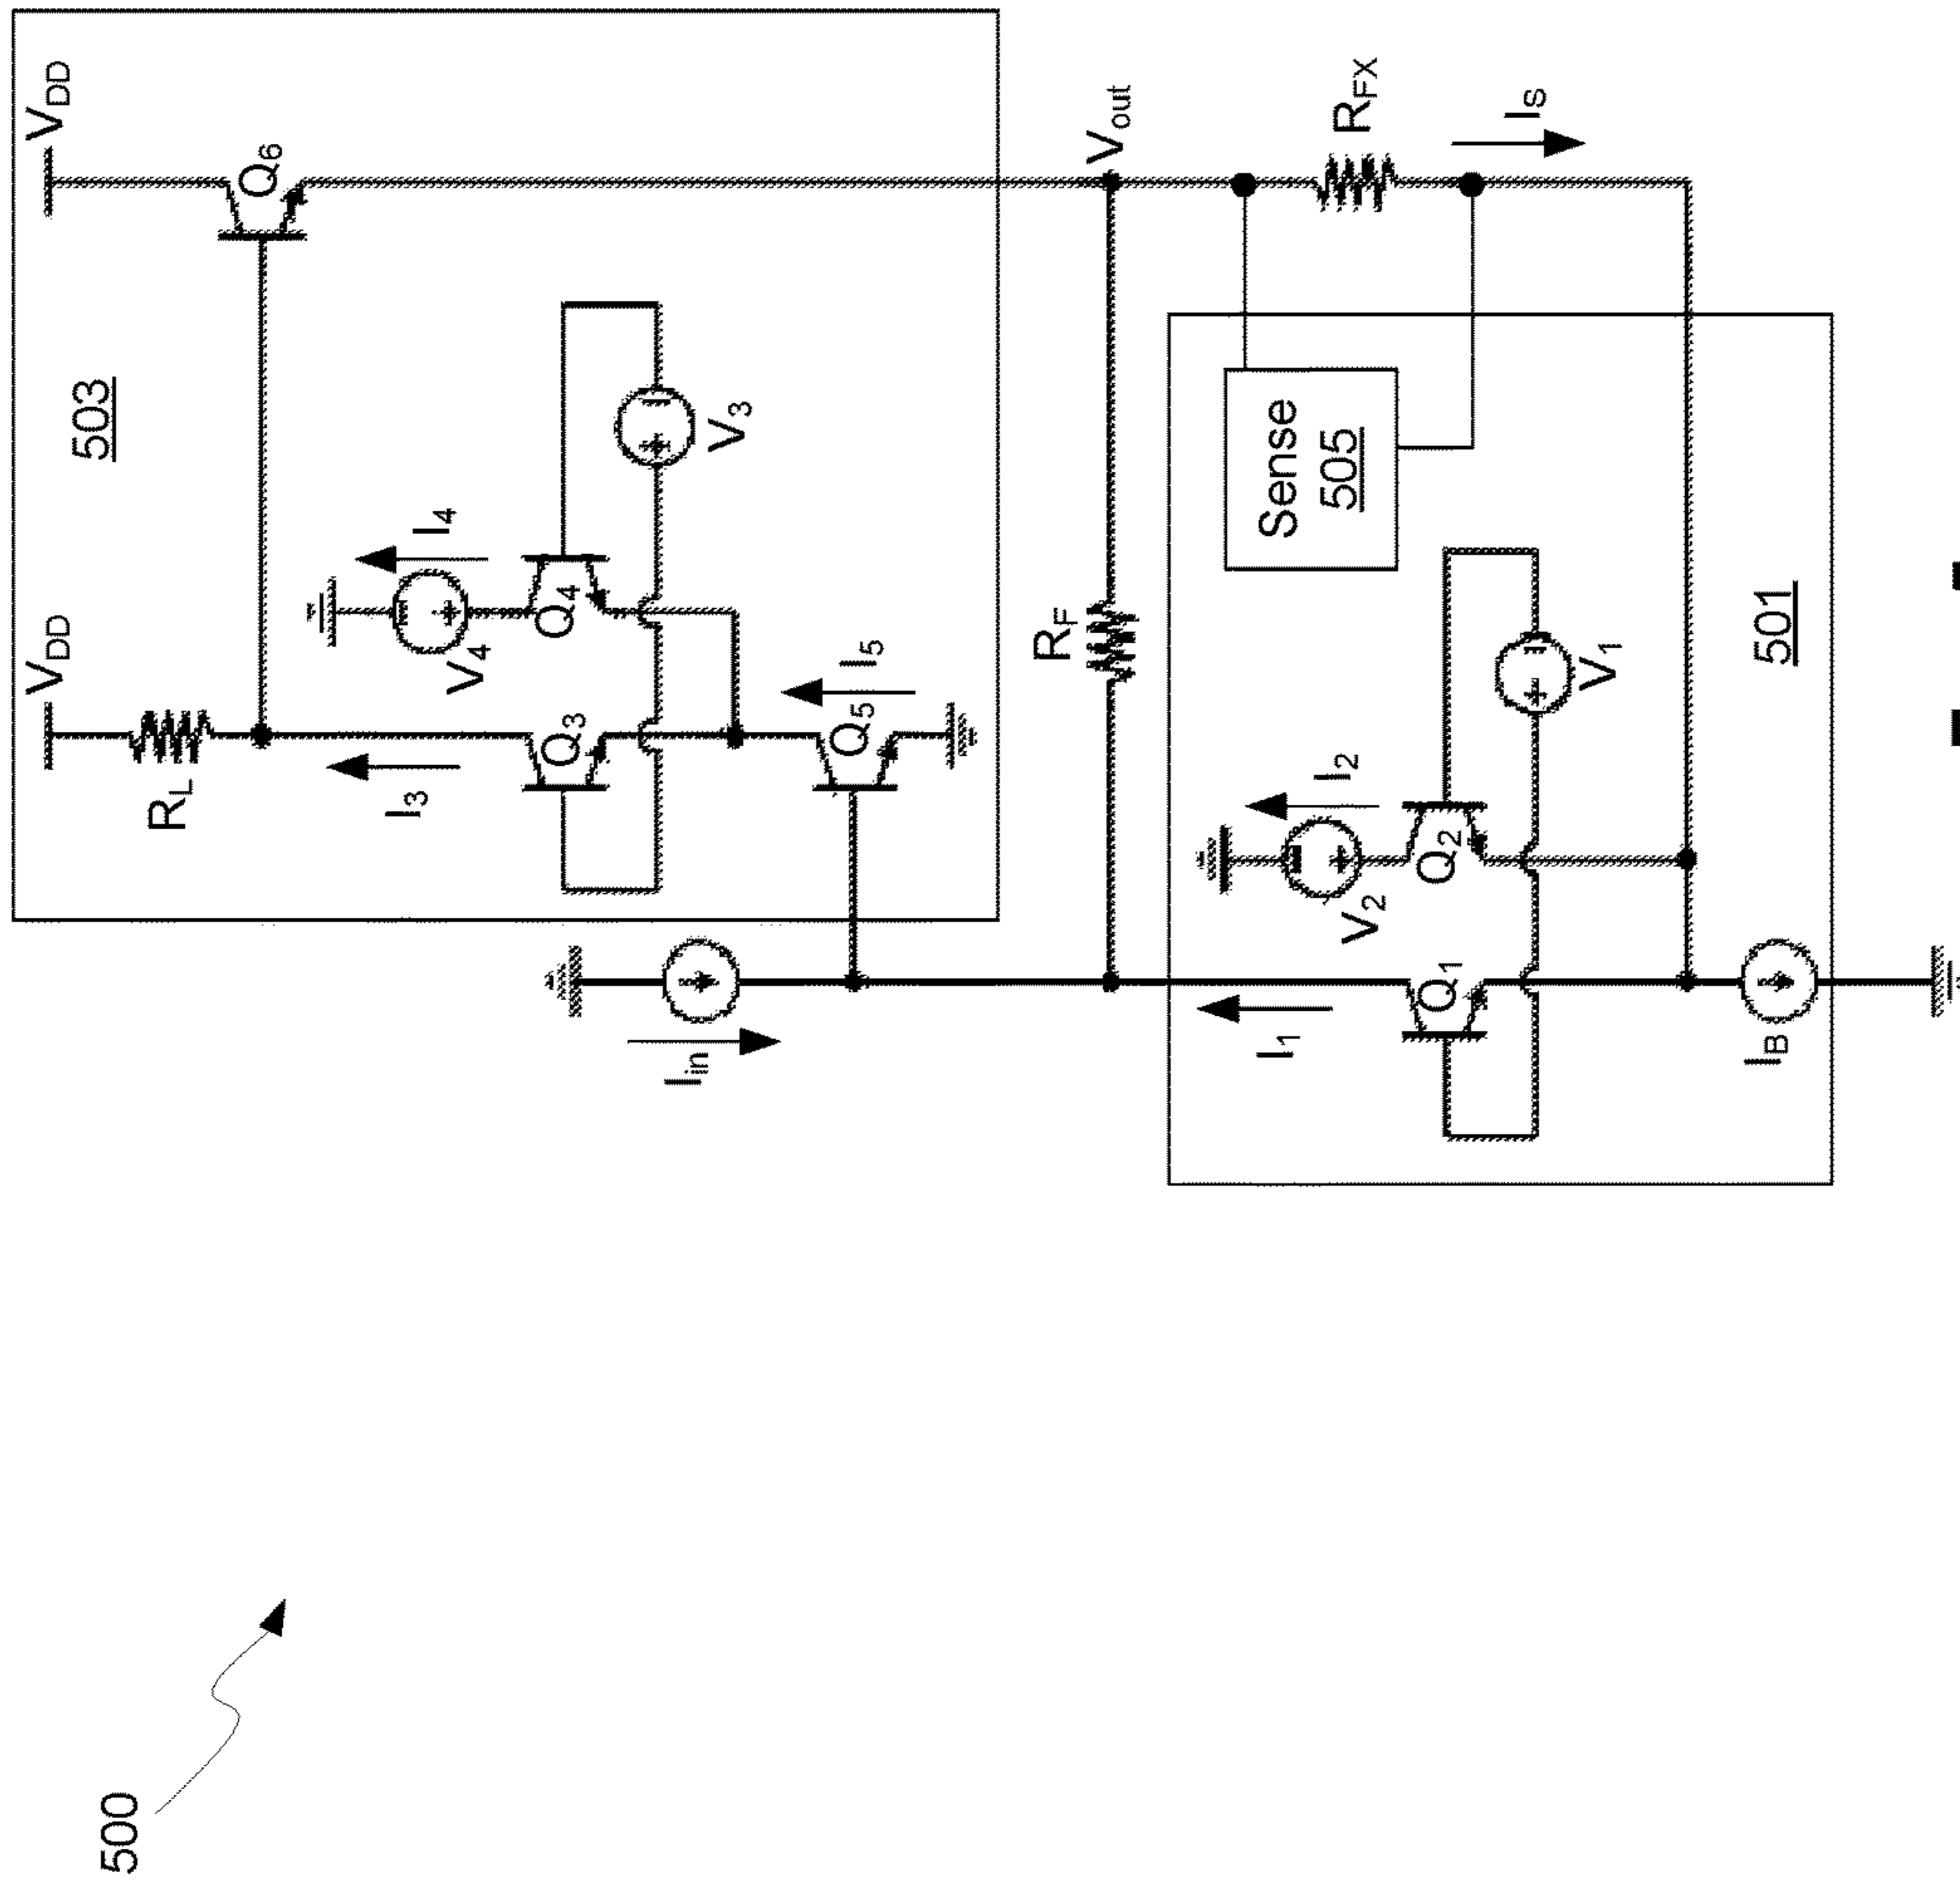 500
503
V_DD
V_DD
R_L
Q_6
I_3
I_4
V_4
Q_3
Q_4
V_3
Q_5
I_5
I_in
R_F
V_out
R_FX
I_S
Sense
505
I_1
I_2
V_2
Q_1
Q_2
V_1
I_B
501